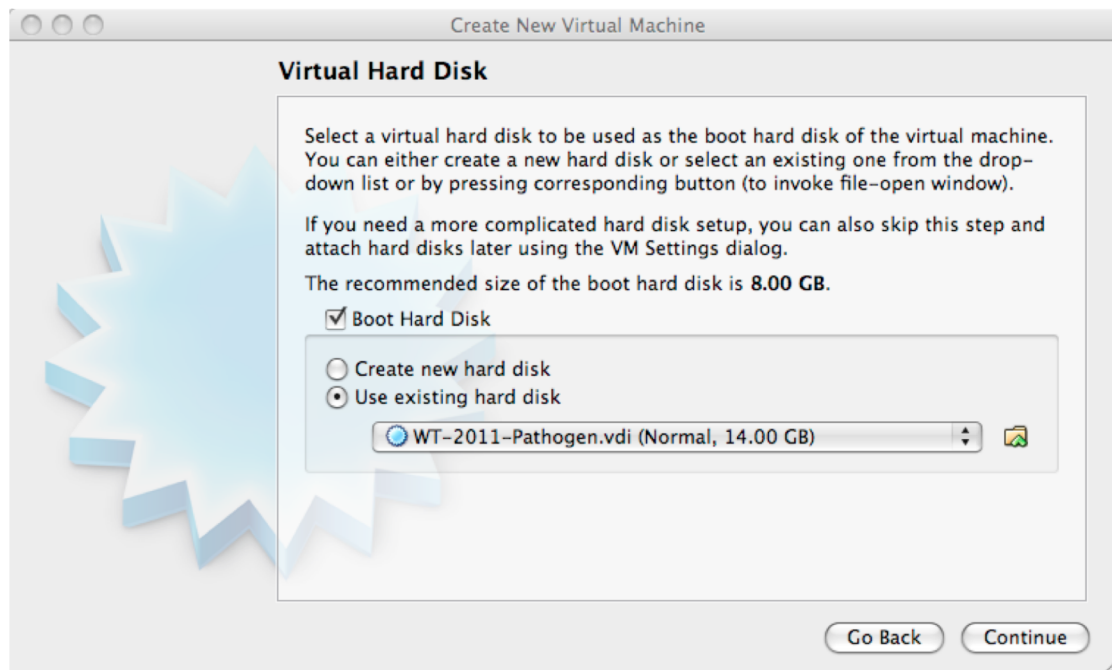 Create New Virtual Machine
Virtual Hard Disk
Select a virtual hard disk to be used as the boot hard disk of the virtual machine.
You can either create a new hard disk or select an existing one from the drop-
down list or by pressing corresponding button (to invoke file-open window).
If you need a more complicated hard disk setup, you can also skip this step and
attach hard disks later using the VM Settings dialog.
The recommended size of the boot hard disk is 8.00 GB.
Boot Hard Disk
Create new hard disk
Use existing hard disk
WT-2011-Pathogen.vdi (Normal, 14.00 GB)
Go Back
Continue